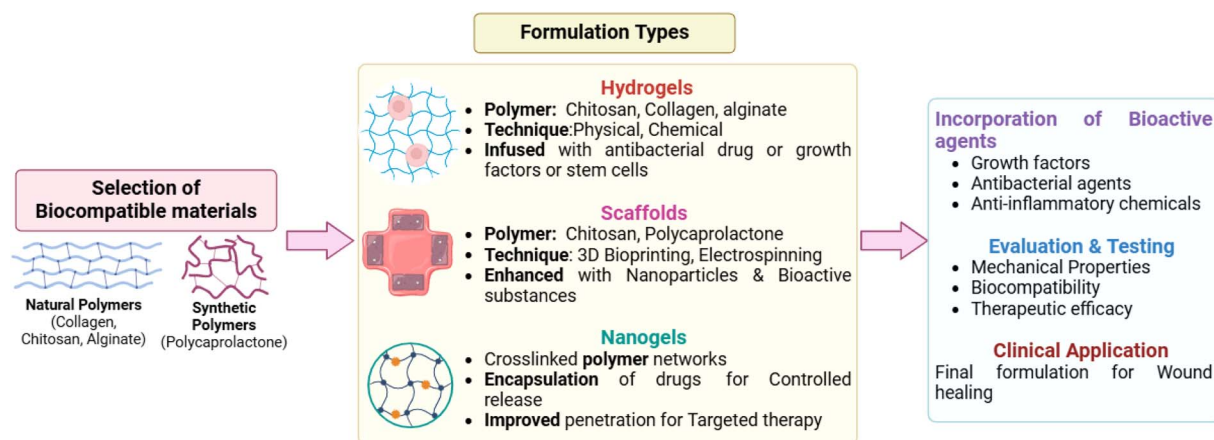 Formulation Types
Selection of
Biocompatible materials
Natural Polymers
(Collagen,
Chitosan, Alginate)
Synthetic
Polymers
(Polycaprolactone)
Hydrogels
• Polymer: Chitosan, Collagen, alginate
• Technique:Physical, Chemical
• Infused with antibacterial drug or growth
factors or stem cells
Scaffolds
• Polymer: Chitosan, Polycaprolactone
• Technique: 3D Bioprinting, Electrospinning
• Enhanced with Nanoparticles & Bioactive
substances
Nanogels
• Crosslinked polymer networks
• Encapsulation of drugs for Controlled
release
• Improved penetration for Targeted therapy
Incorporation of Bioactive
agents
• Growth factors
• Antibacterial agents
• Anti-inflammatory chemicals
Evaluation & Testing
• Mechanical Properties
• Biocompatibility
• Therapeutic efficacy
Clinical Application
Final formulation for Wound
healing